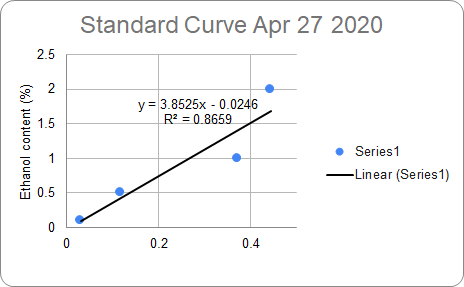 Standard Curve Apr 27 2020
2.5
2
1.5
1
0.5
0
Ethanol content (%)
y = 3.8525x - 0.0246
R² = 0.8659
0
0.2
0.4
Series1
Linear (Series1)